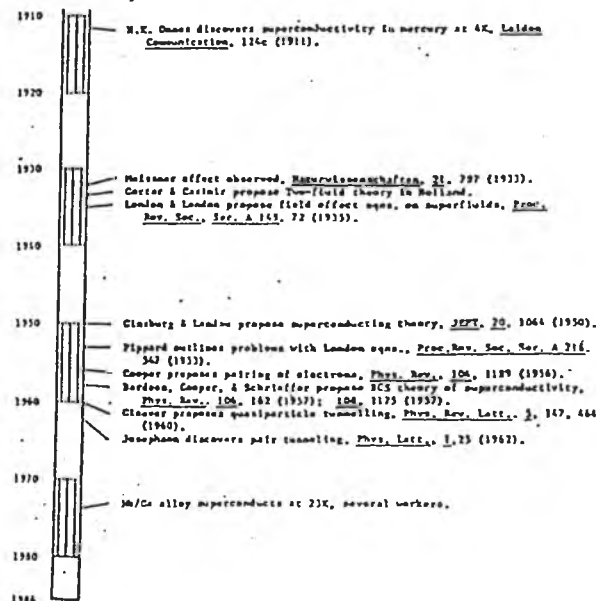 1910
N.K. Onnes discovers superconductivity in mercury at 4K, Leiden
Communication, 124c (1911).
1920
1930
Meissner effect observed, Naturwissenschaften, 21, 787 (1933).
Gorter & Casimir propose Two-field theory in Holland.
London & London propose field effect eqns. on superfluids, Proc.
Roy. Soc., Ser. A 149, 72 (1935).
1940
1950
Ginsburg & Landau propose superconducting theory, JEPT, 20, 1064 (1950).
Pippard outlines problems with London eqns., Proc.Roy. Soc. Ser. A 216,
547 (1953).
Cooper proposes pairing of electrons, Phys. Rev., 104, 1189 (1956).
Bardeen, Cooper, & Schrieffer propose BCS theory of superconductivity,
Phys. Rev., 106, 162 (1957); 108, 1175 (1957).
1960
Giaever proposes quasiparticle tunnelling, Phys. Rev. Lett., 5, 147, 464
(1960).
Josephson discovers pair tunneling, Phys. Lett., 1,25 (1962).
1970
Nb/Ge alloy superconducts at 23K, several workers.
1980
1986